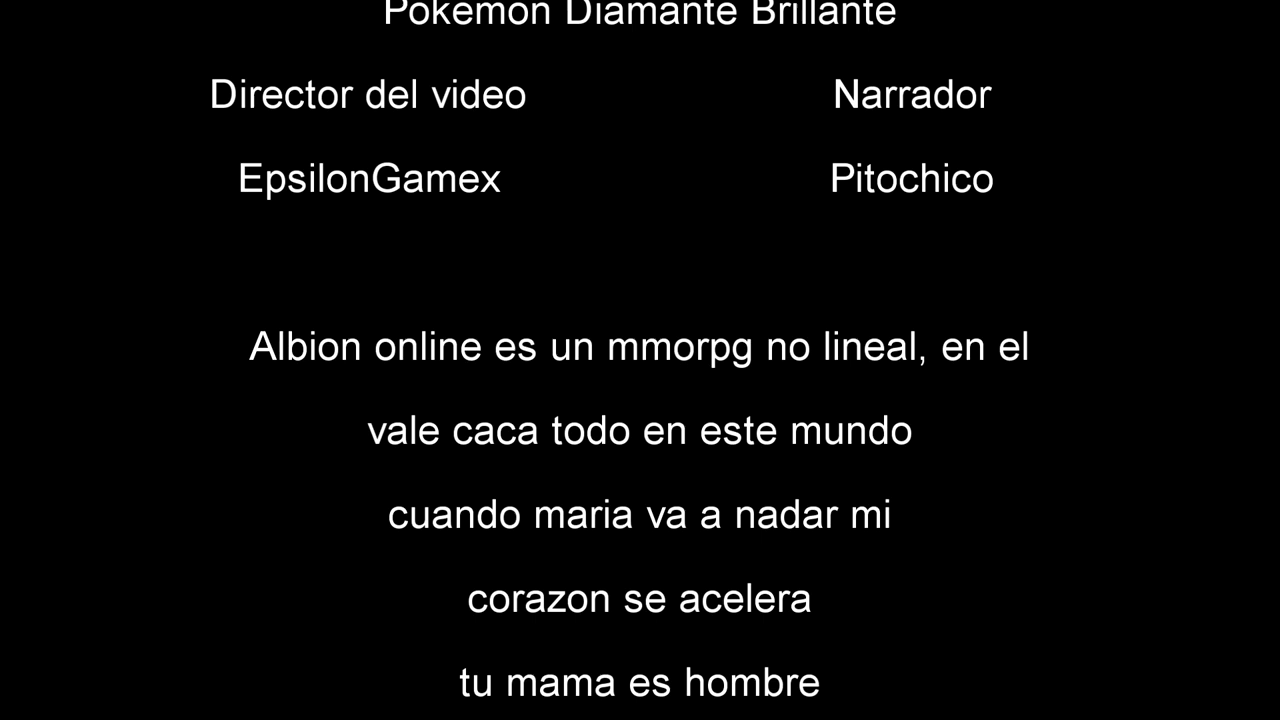 Pokemon Diamante Brillante
Director del video Narrador
EpsilonGamex Pitochico
Albion online es un mmorpg no lineal, en el
vale caca todo en este mundo
cuando maria va a nadar mi
corazon se acelera
tu mama es hombre